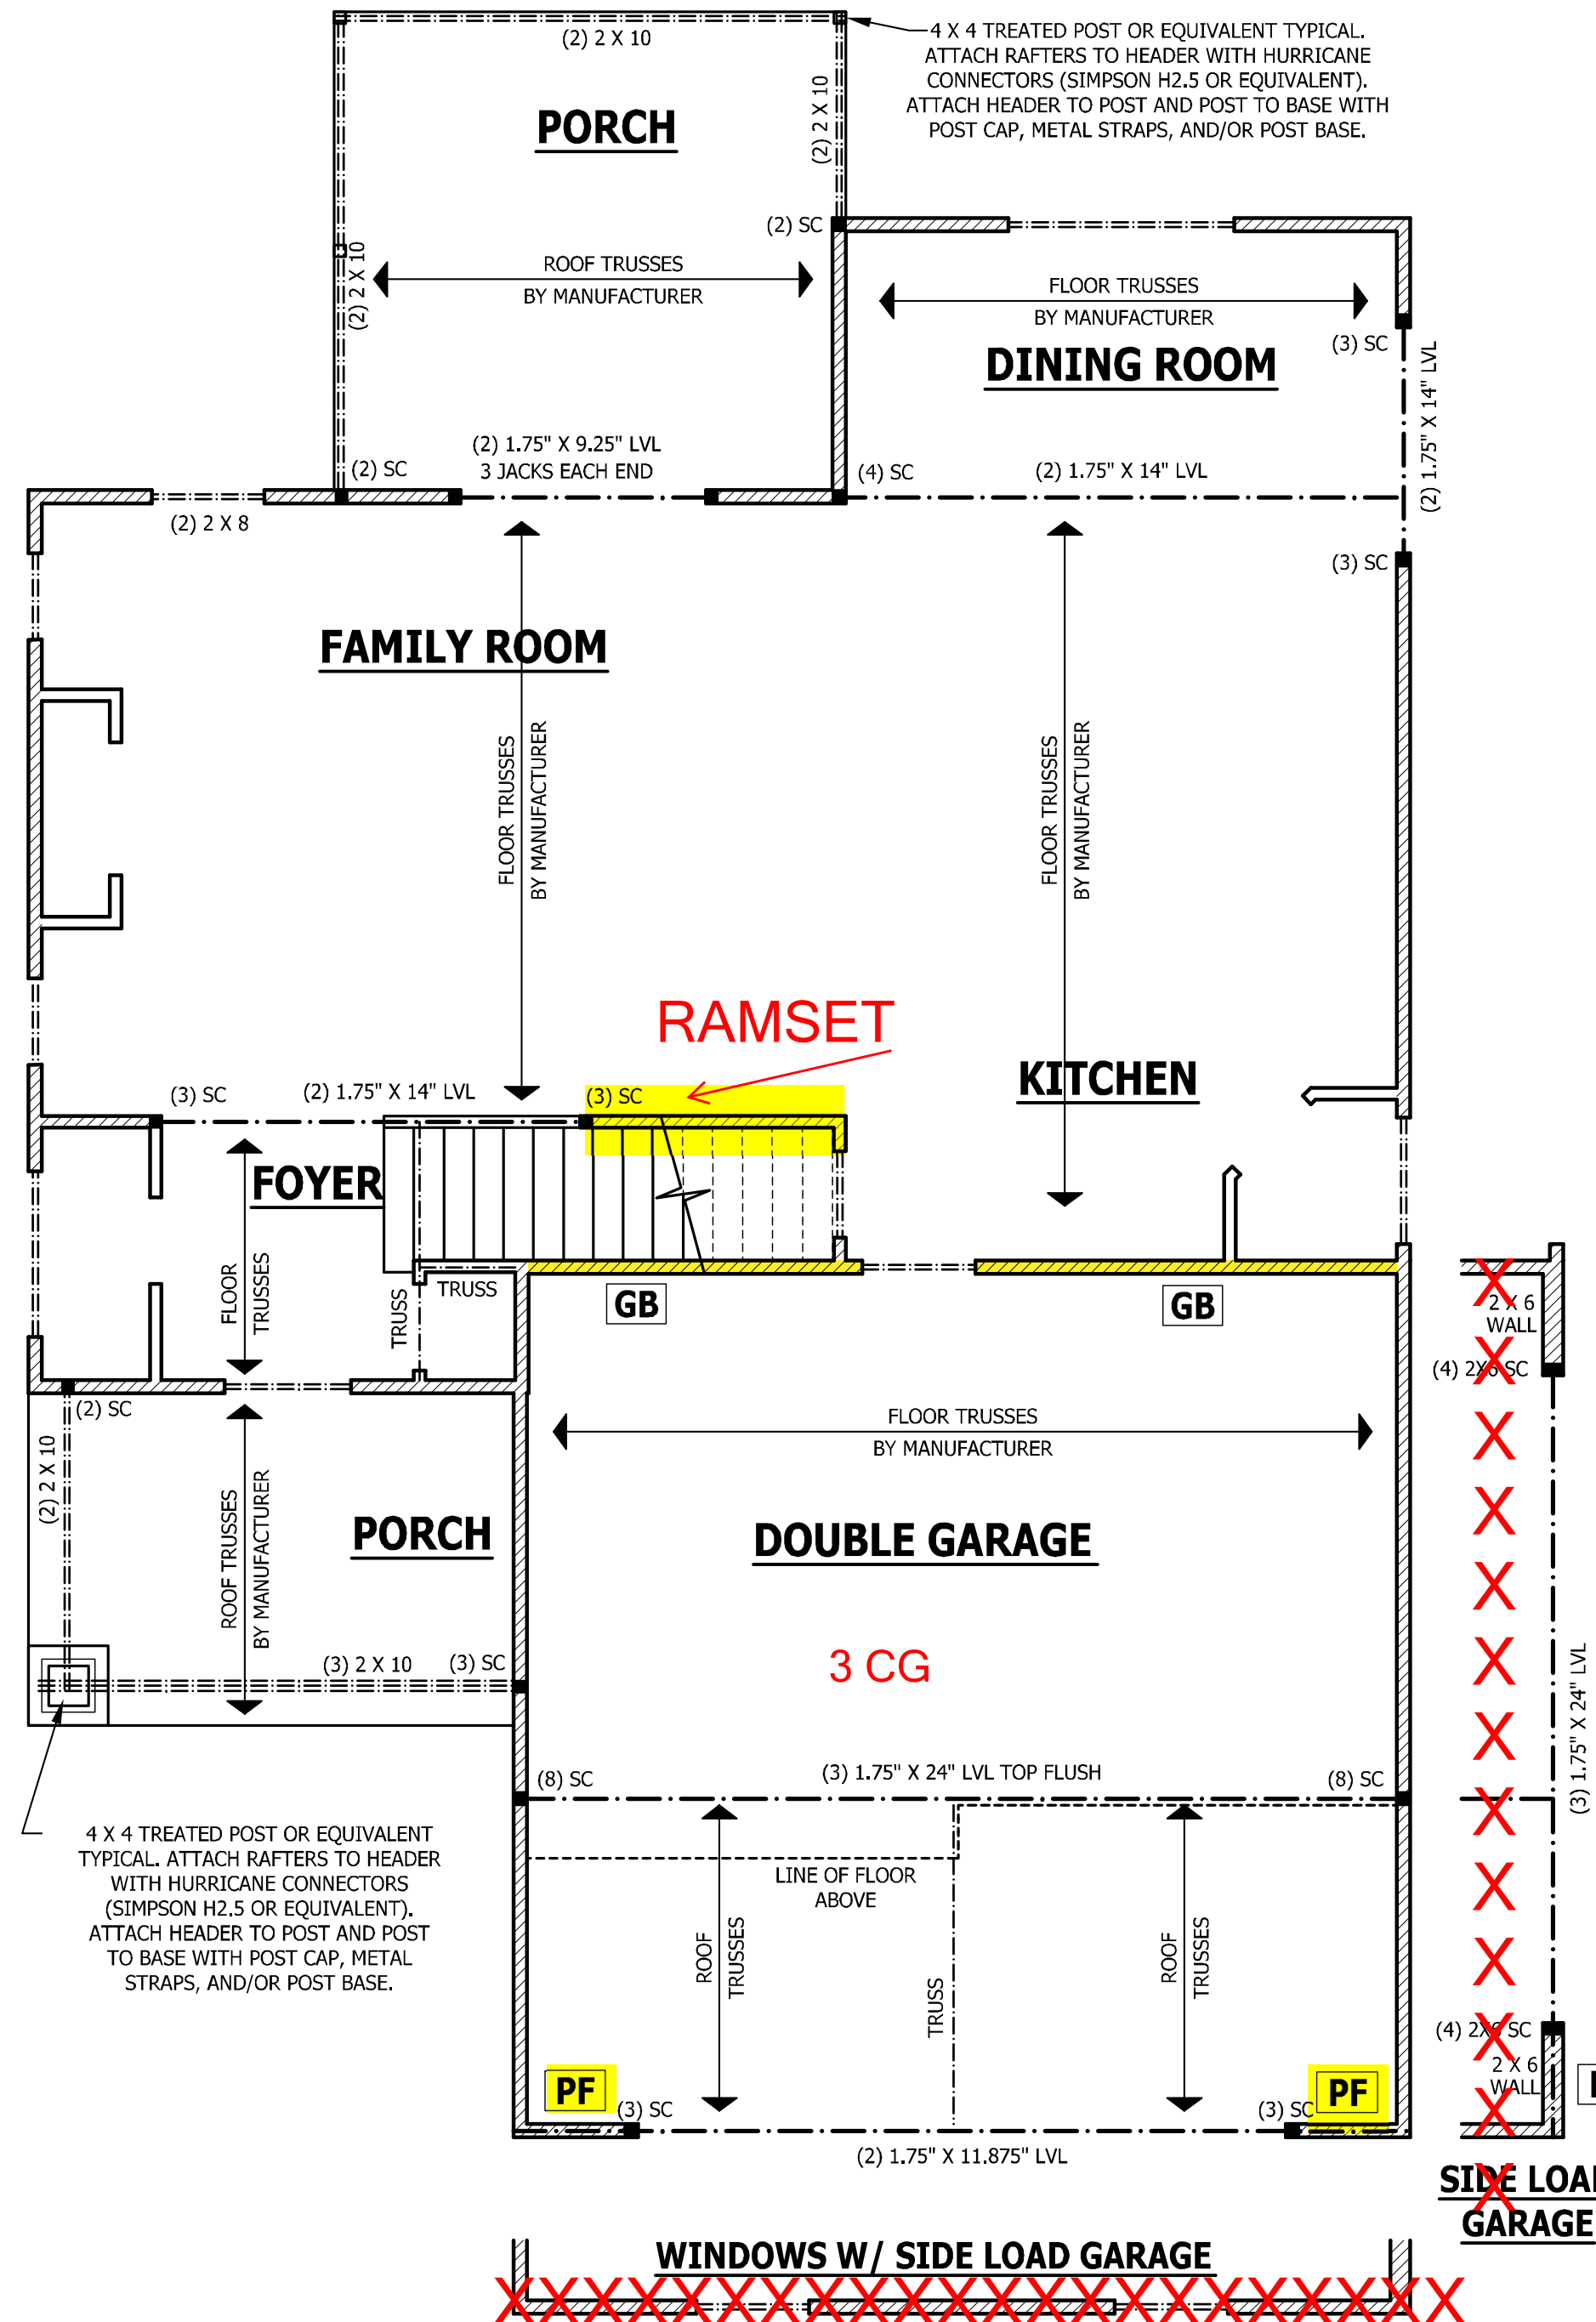 (2) 2 X 10
4 X 4 TREATED POST OR EQUIVALENT TYPICAL.
ATTACH RAFTERS TO HEADER WITH HURRICANE
CONNECTORS (SIMPSON H2.5 OR EQUIVALENT).
ATTACH HEADER TO POST AND POST TO BASE WITH
POST CAP, METAL STRAPS, AND/OR POST BASE.
PORCH
(2) 2 X 10
(2) SC
(2) 2 X 10
ROOF TRUSSES
BY MANUFACTURER
FLOOR TRUSSES
BY MANUFACTURER
DINING ROOM
(3) SC
(2) 1.75" X 14" LVL
(2) 1.75" X 9.25" LVL
3 JACKS EACH END
(2) SC
(4) SC
(2) 1.75" X 14" LVL
(2) 2 X 8
(3) SC
FAMILY ROOM
FLOOR TRUSSES
BY MANUFACTURER
FLOOR TRUSSES
BY MANUFACTURER
RAMSET
KITCHEN
(3) SC
(2) 1.75" X 14" LVL
(3) SC
FOYER
FLOOR
TRUSSES
TRUSS
TRUSS
GB
GB
2 X 6
WALL
(4) 2X6 SC
(2) SC
(2) 2 X 10
FLOOR TRUSSES
BY MANUFACTURER
ROOF TRUSSES
BY MANUFACTURER
PORCH
DOUBLE GARAGE
3 CG
(3) 2 X 10
(3) SC
(3) 1.75" X 24" LVL
(8) SC
(3) 1.75" X 24" LVL TOP FLUSH
(8) SC
4 X 4 TREATED POST OR EQUIVALENT
TYPICAL. ATTACH RAFTERS TO HEADER
WITH HURRICANE CONNECTORS
(SIMPSON H2.5 OR EQUIVALENT).
ATTACH HEADER TO POST AND POST
TO BASE WITH POST CAP, METAL
STRAPS, AND/OR POST BASE.
LINE OF FLOOR
ABOVE
ROOF
TRUSSES
TRUSS
ROOF
TRUSSES
(4) 2X6 SC
2 X 6
WALL
PF
PF
(3) SC
(3) SC
(2) 1.75" X 11.875" LVL
SIDE LOA
GARAGE
WINDOWS W/ SIDE LOAD GARAGE
X
X
X
X
X
X
X
X
X
X
X
X
X
XXXXXXXXXXXXXXXXXXXXXX